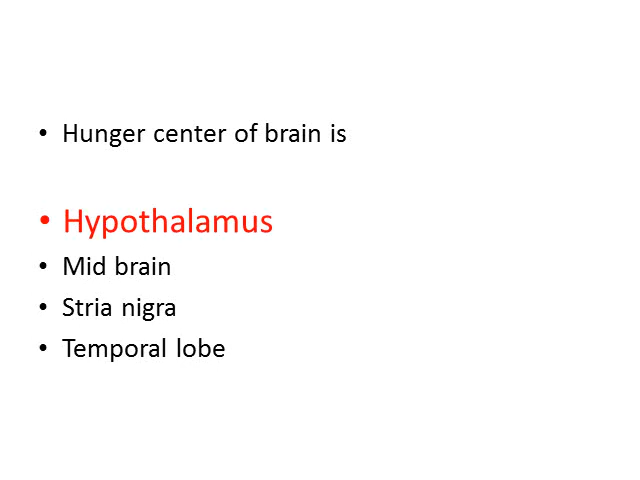 • Hunger center of brain is
• Hypothalamus
• Mid brain
• Stria nigra
• Temporal lobe